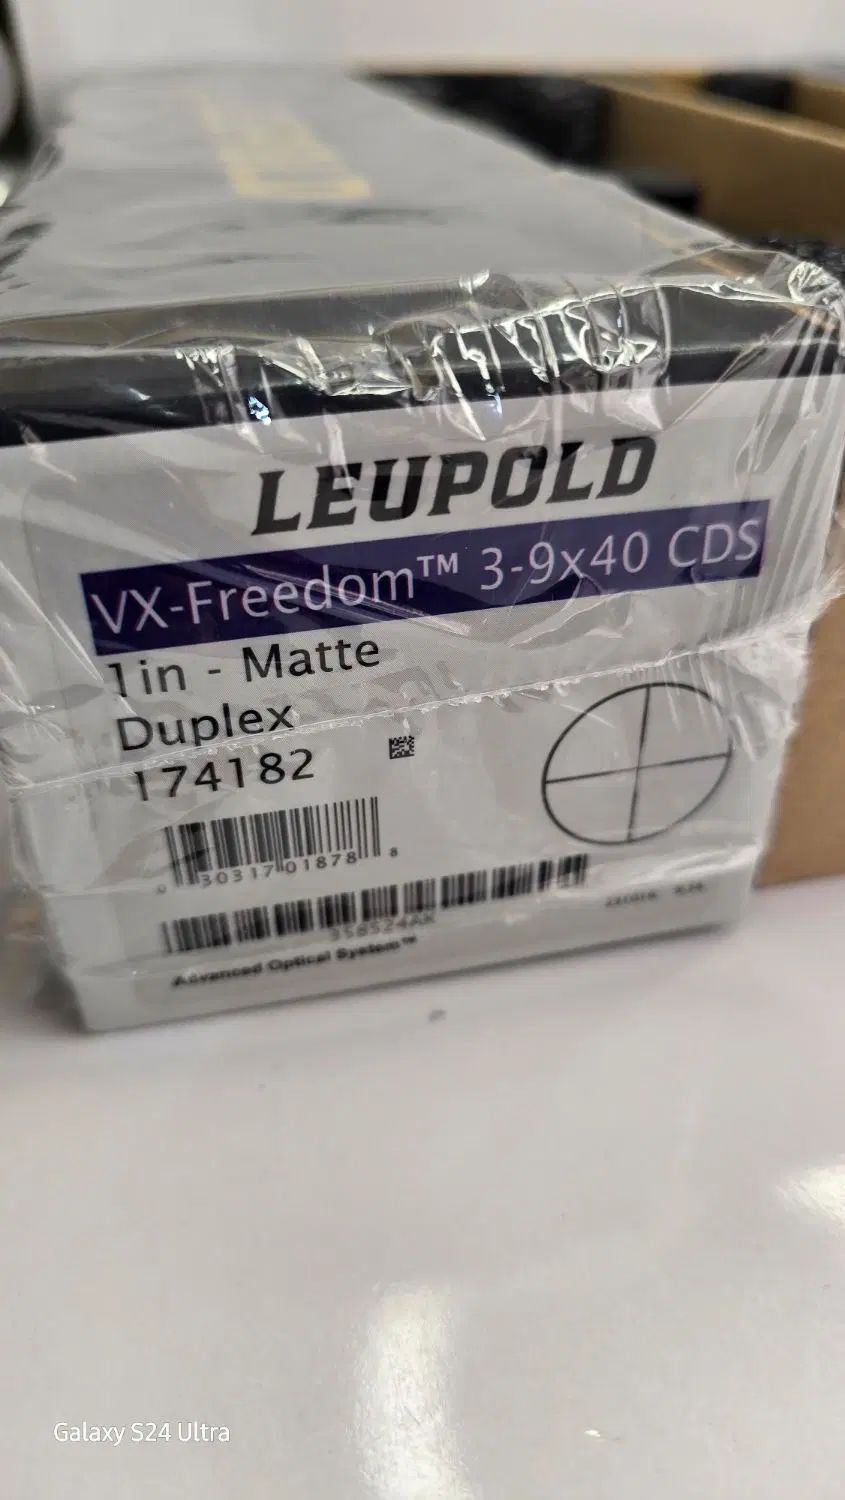 LEUPOLD
VX-Freedom™ 3-9x40 CDS
1in - Matte
Duplex
174182
0 30317 01878 8
358524AK
Advanced Optical System™
Galaxy S24 Ultra